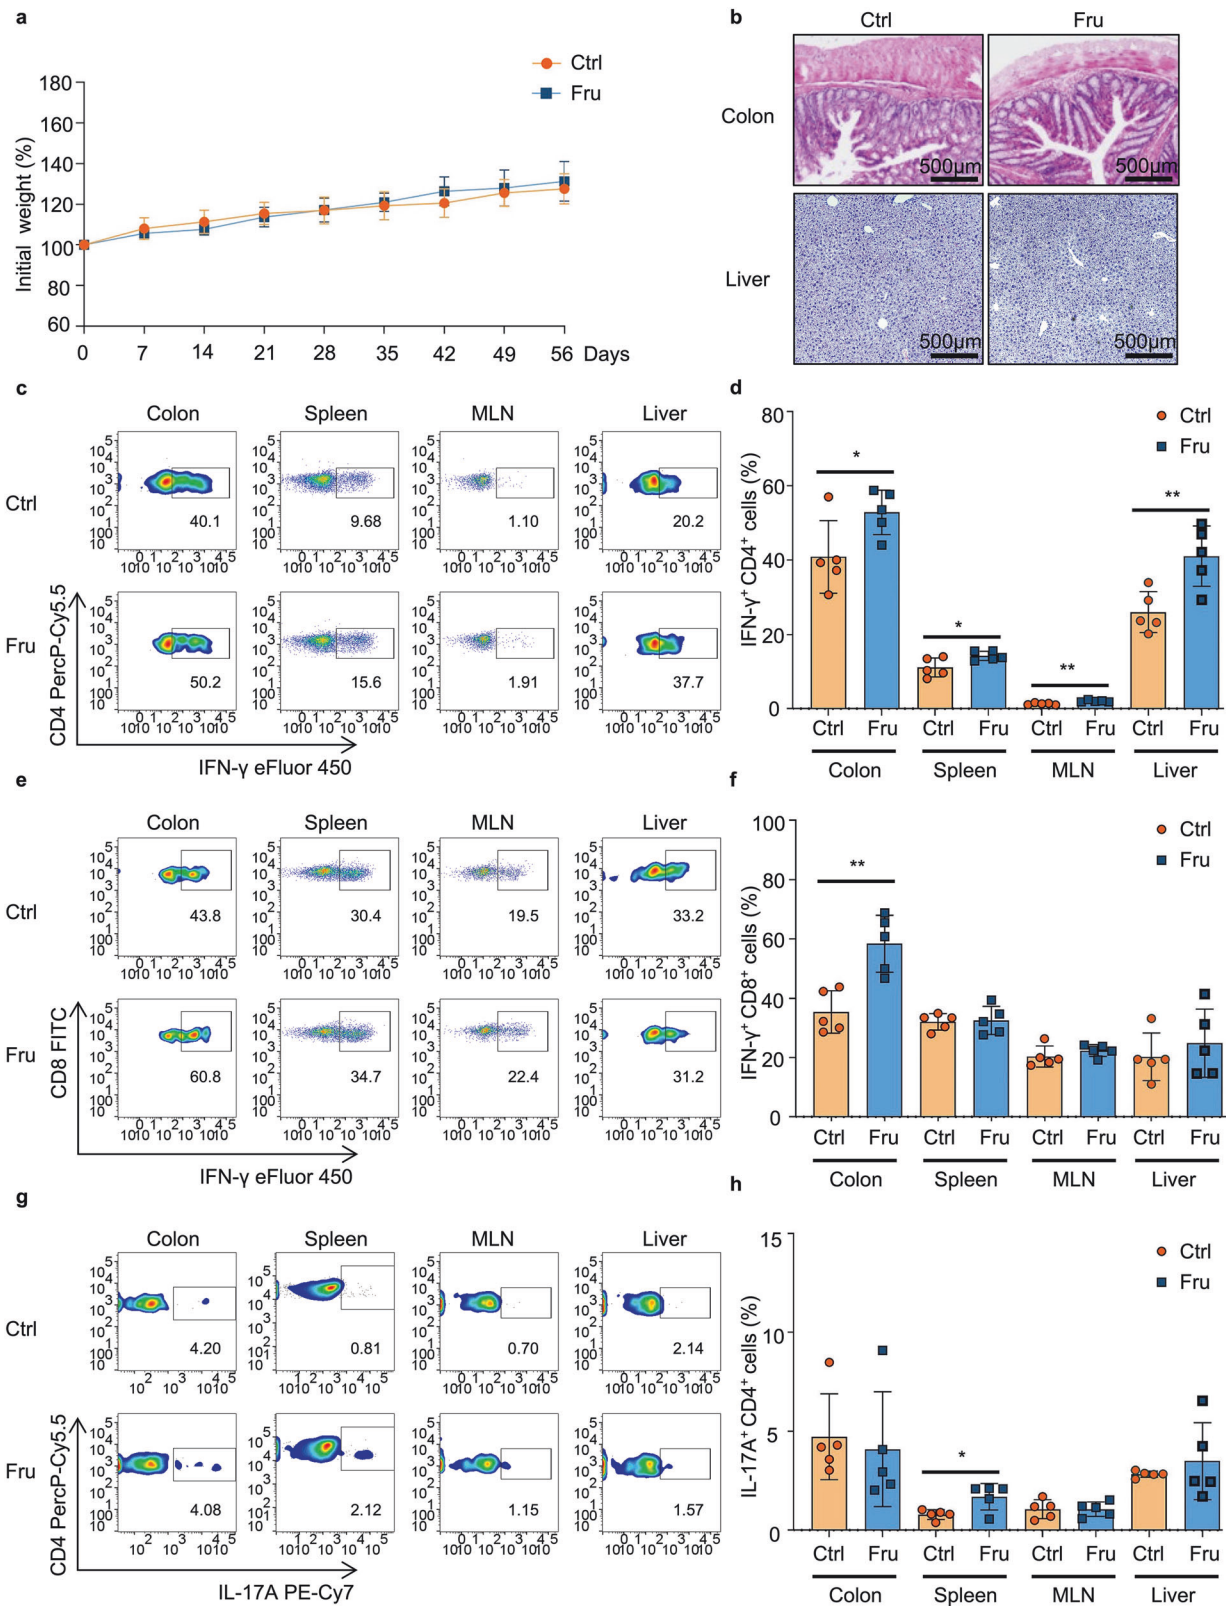 a
Ctrl
Fru
Initial weight (%)
180
160
140
120
100
80
60
0 7 14 21 28 35 42 49 56 Days
b
Ctrl Fru
Colon
500μm 500μm
Liver
500μm 500μm
c
Colon Spleen MLN Liver
Ctrl
40.1 9.68 1.10 20.2
Fru
50.2 15.6 1.91 37.7
CD4 PercP-Cy5.5
IFN-γ eFluor 450
d
Ctrl
Fru
IFN-γ⁺ CD4⁺ cells (%)
80
60
40
20
0
* * ** **
Ctrl Fru Ctrl Fru Ctrl Fru Ctrl Fru
Colon Spleen MLN Liver
e
Colon Spleen MLN Liver
Ctrl
43.8 30.4 19.5 33.2
Fru
60.8 34.7 22.4 31.2
CD8 FITC
IFN-γ eFluor 450
f
Ctrl
Fru
IFN-γ⁺ CD8⁺ cells (%)
100
80
60
40
20
0
**
Ctrl Fru Ctrl Fru Ctrl Fru Ctrl Fru
Colon Spleen MLN Liver
g
Colon Spleen MLN Liver
Ctrl
4.20 0.81 0.70 2.14
Fru
4.08 2.12 1.15 1.57
CD4 PercP-Cy5.5
IL-17A PE-Cy7
h
Ctrl
Fru
IL-17A⁺ CD4⁺ cells (%)
15
10
5
0
*
Ctrl Fru Ctrl Fru Ctrl Fru Ctrl Fru
Colon Spleen MLN Liver